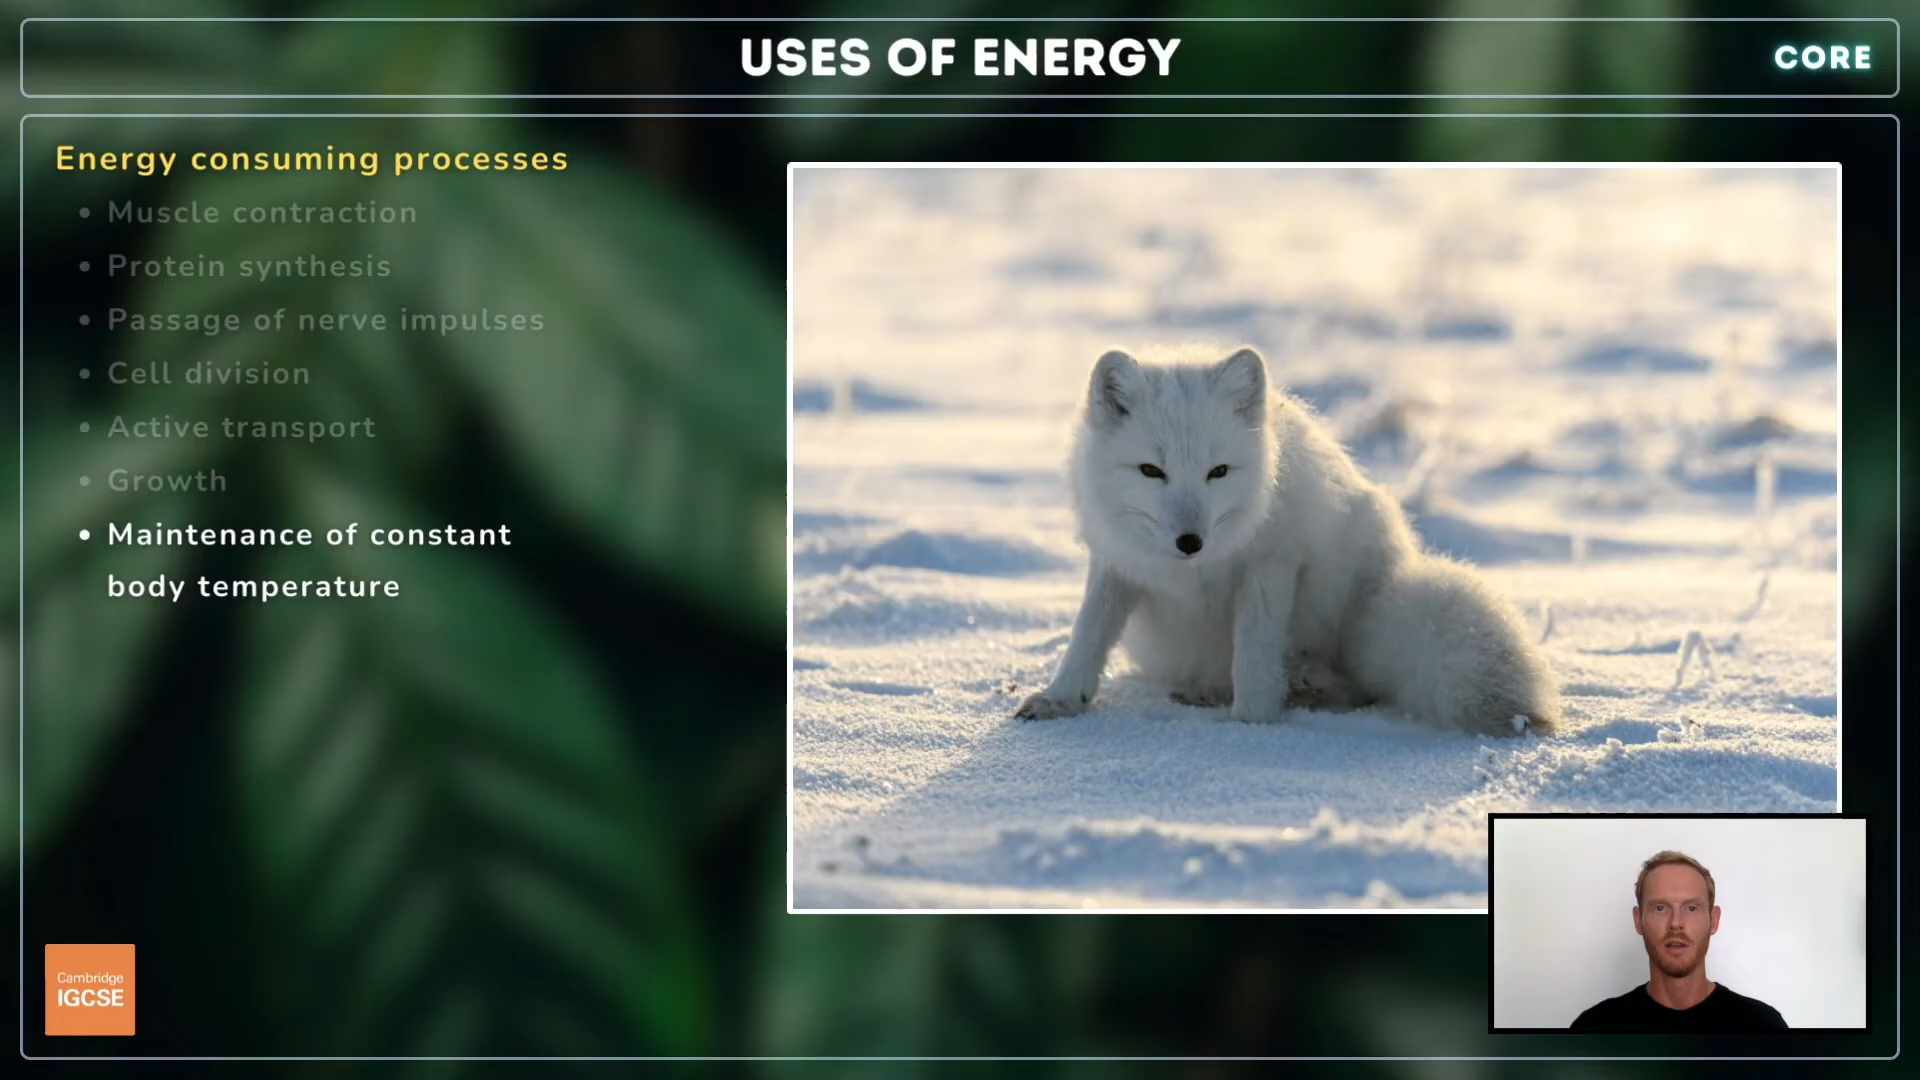 USES OF ENERGY
CORE
Energy consuming processes
• Muscle contraction
• Protein synthesis
• Passage of nerve impulses
• Cell division
• Active transport
• Growth
• Maintenance of constant
body temperature
Cambridge
IGCSE